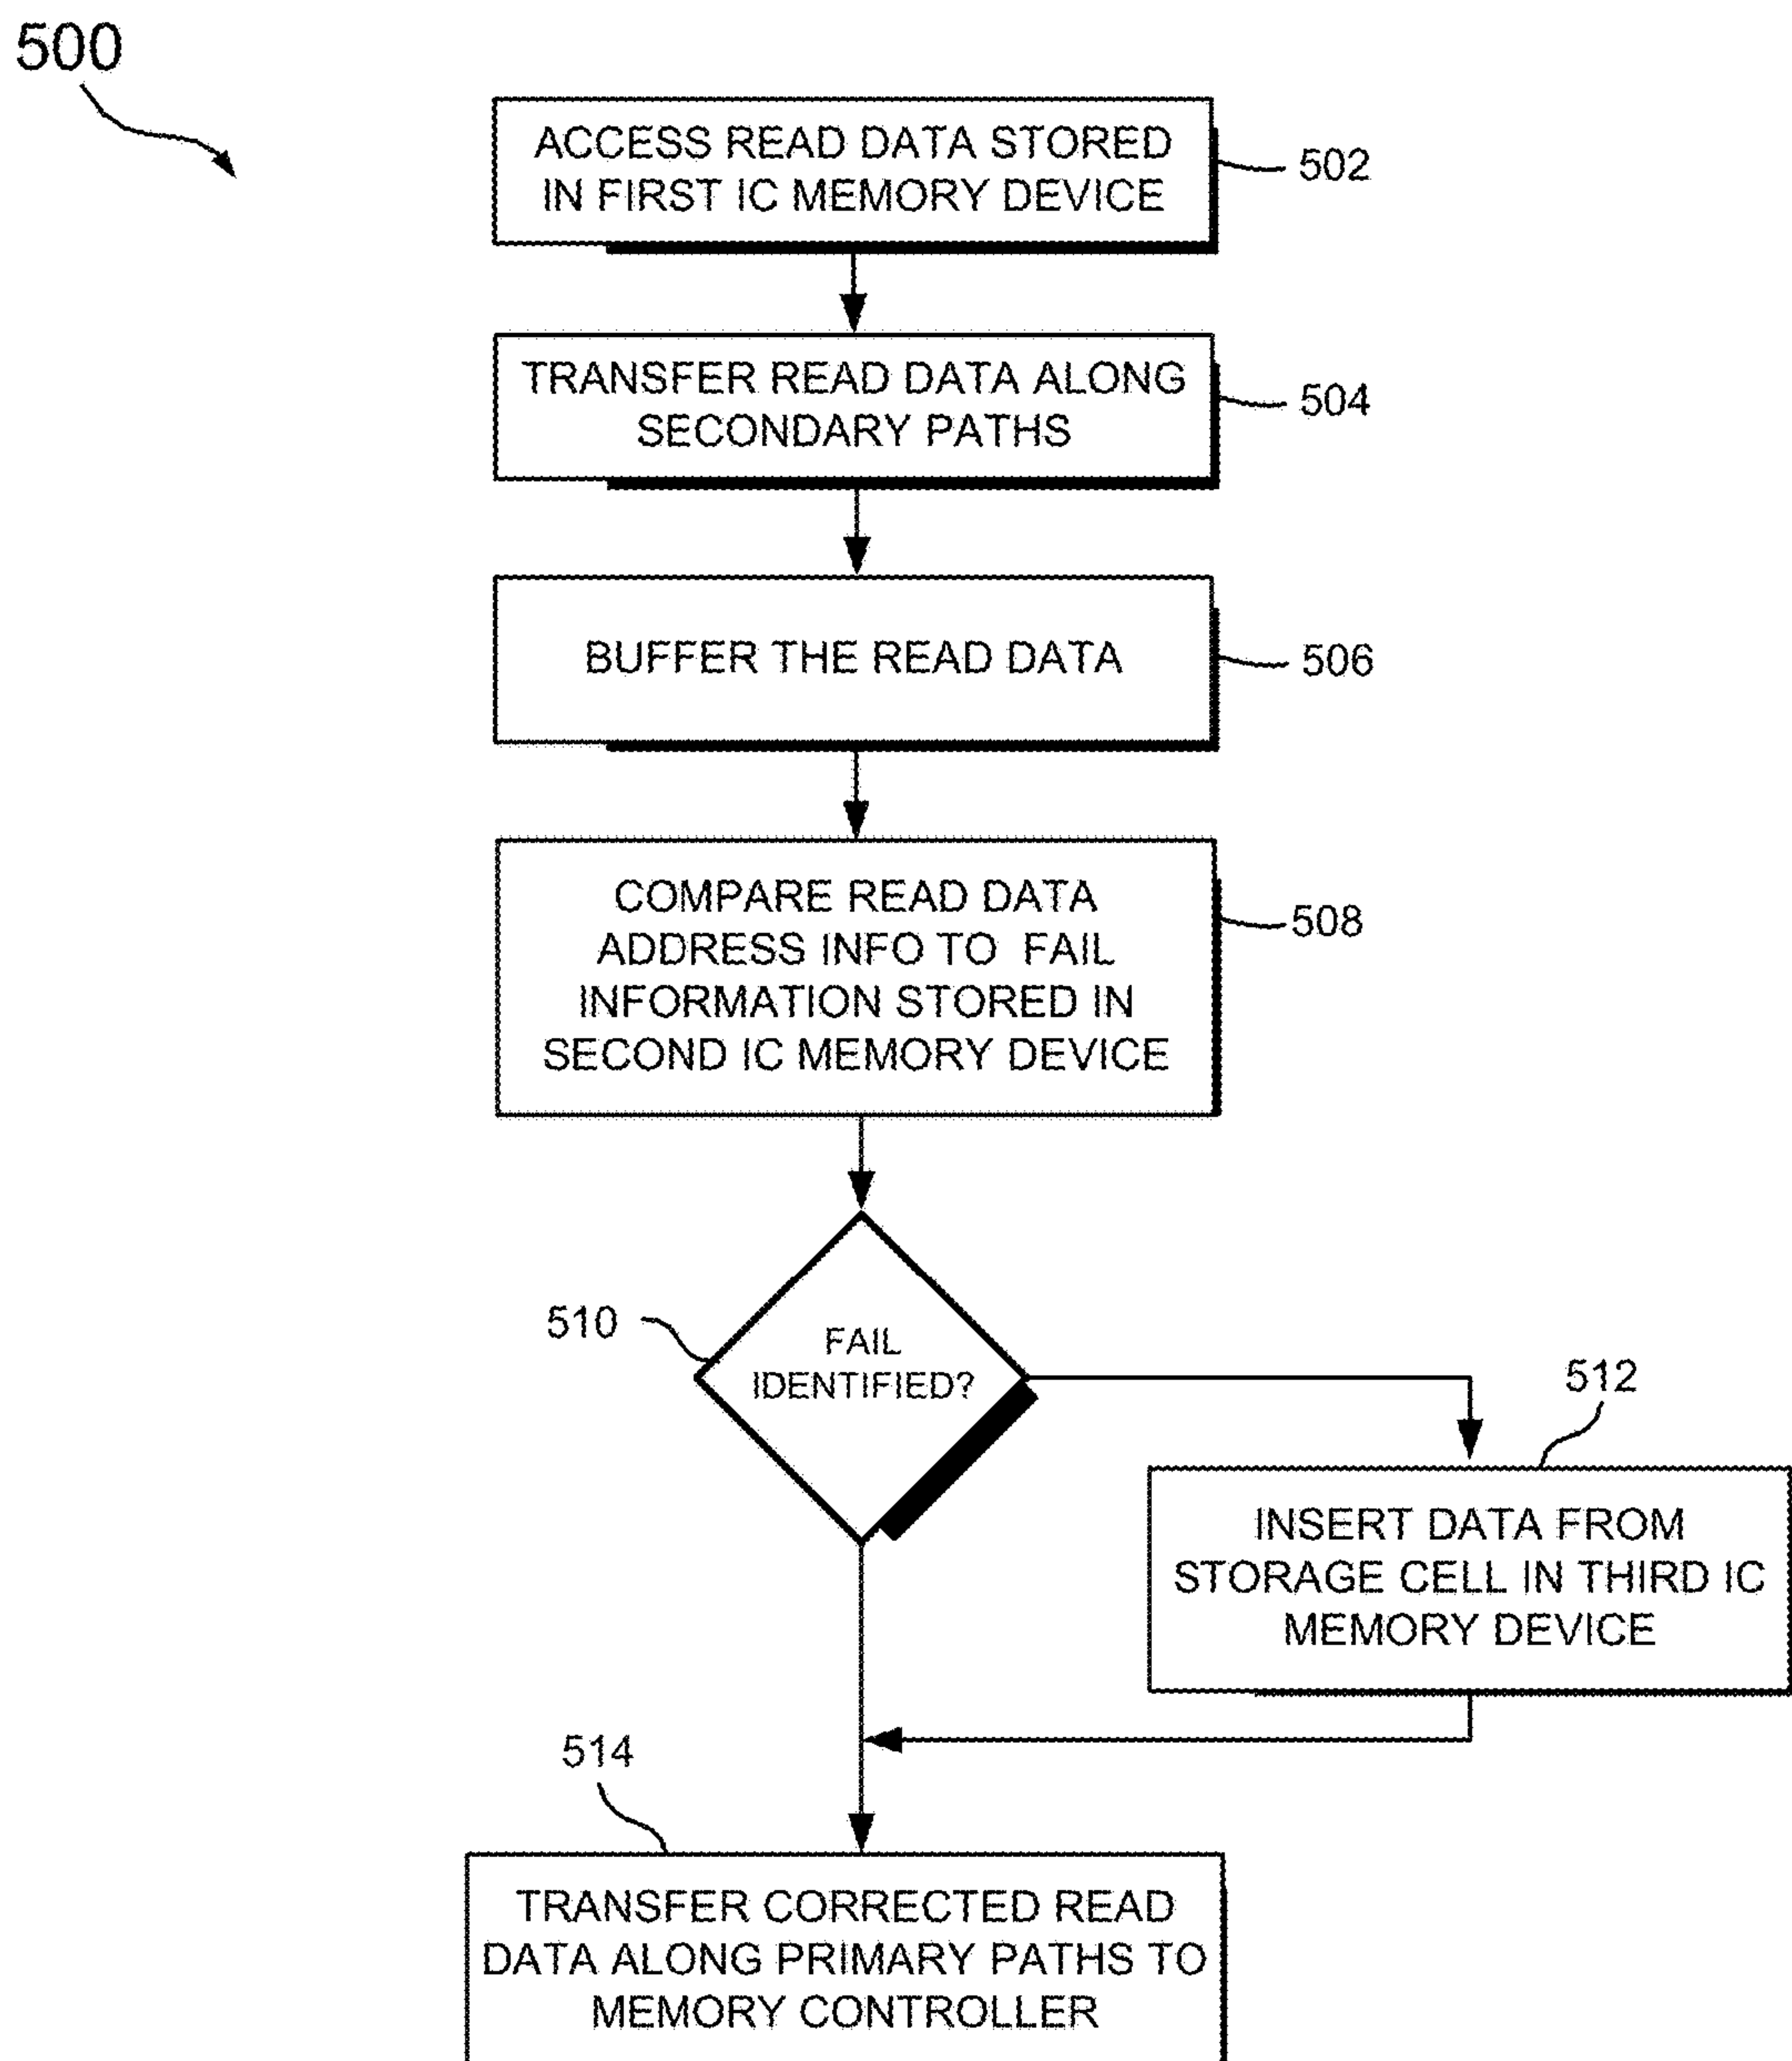 500
ACCESS READ DATA STORED
IN FIRST IC MEMORY DEVICE
502
TRANSFER READ DATA ALONG
SECONDARY PATHS
504
BUFFER THE READ DATA
506
COMPARE READ DATA
ADDRESS INFO TO FAIL
INFORMATION STORED IN
SECOND IC MEMORY DEVICE
508
510
FAIL
IDENTIFIED?
512
INSERT DATA FROM
STORAGE CELL IN THIRD IC
MEMORY DEVICE
514
TRANSFER CORRECTED READ
DATA ALONG PRIMARY PATHS TO
MEMORY CONTROLLER